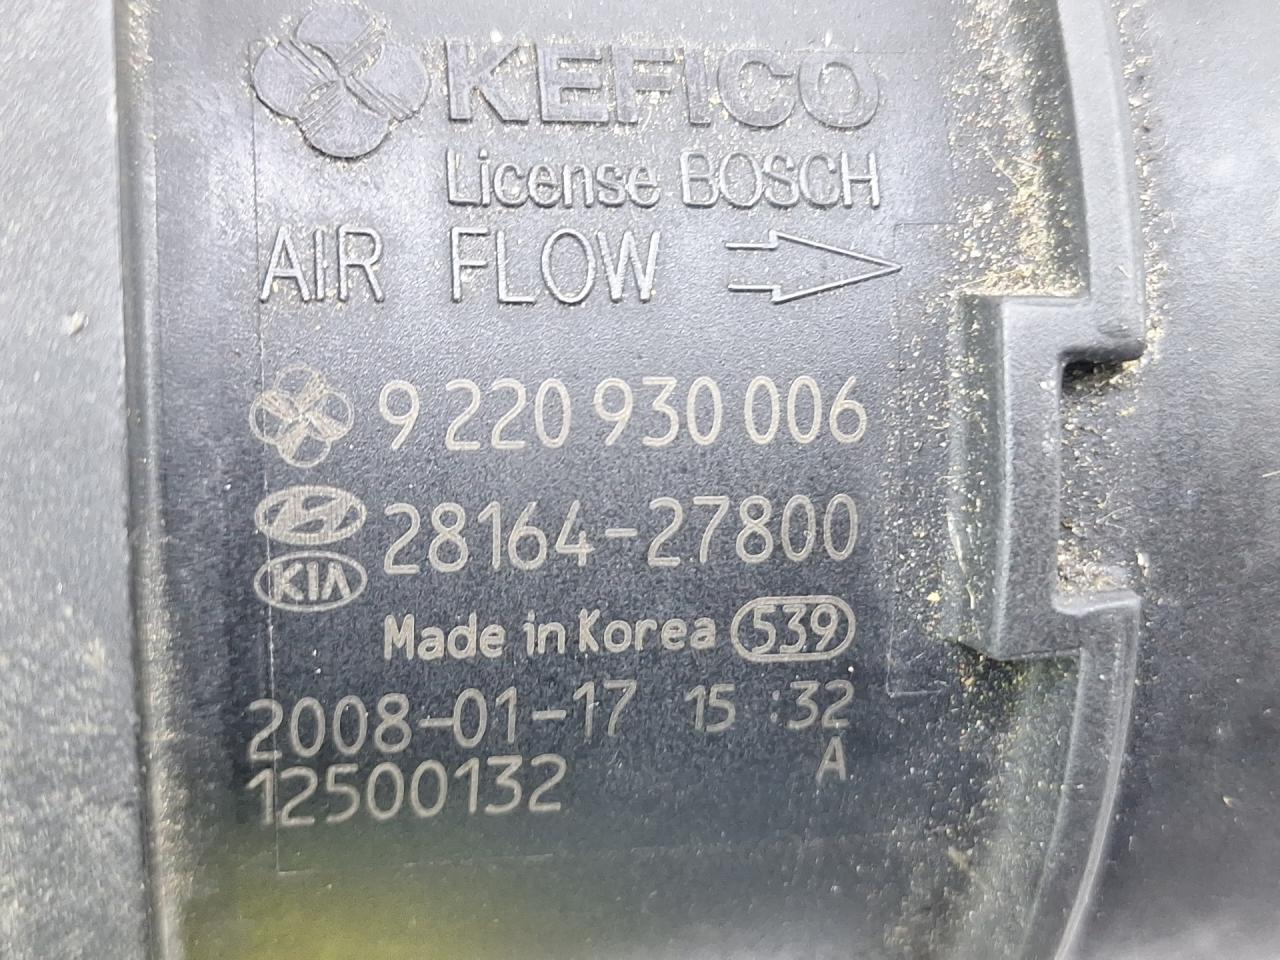 KEFICO
License BOSCH
AIR FLOW
9 220 930 006
28164-27800
KIA
Made in Korea 539
2008-01-17 15:32
12500132 A